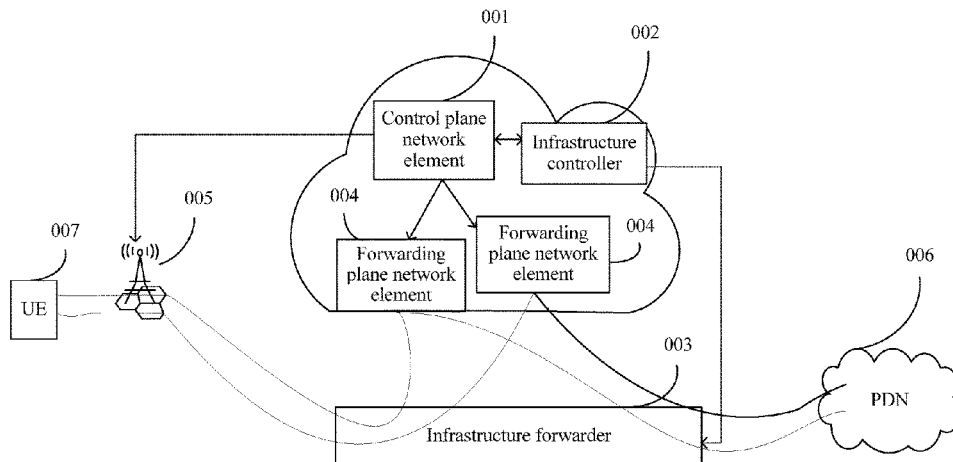 001
002
Control plane
network
element
Infrastructure
controller
004
005
007
Forwarding
plane network
element
004
Forwarding
plane network
element
006
UE
003
PDN
Infrastructure forwarder